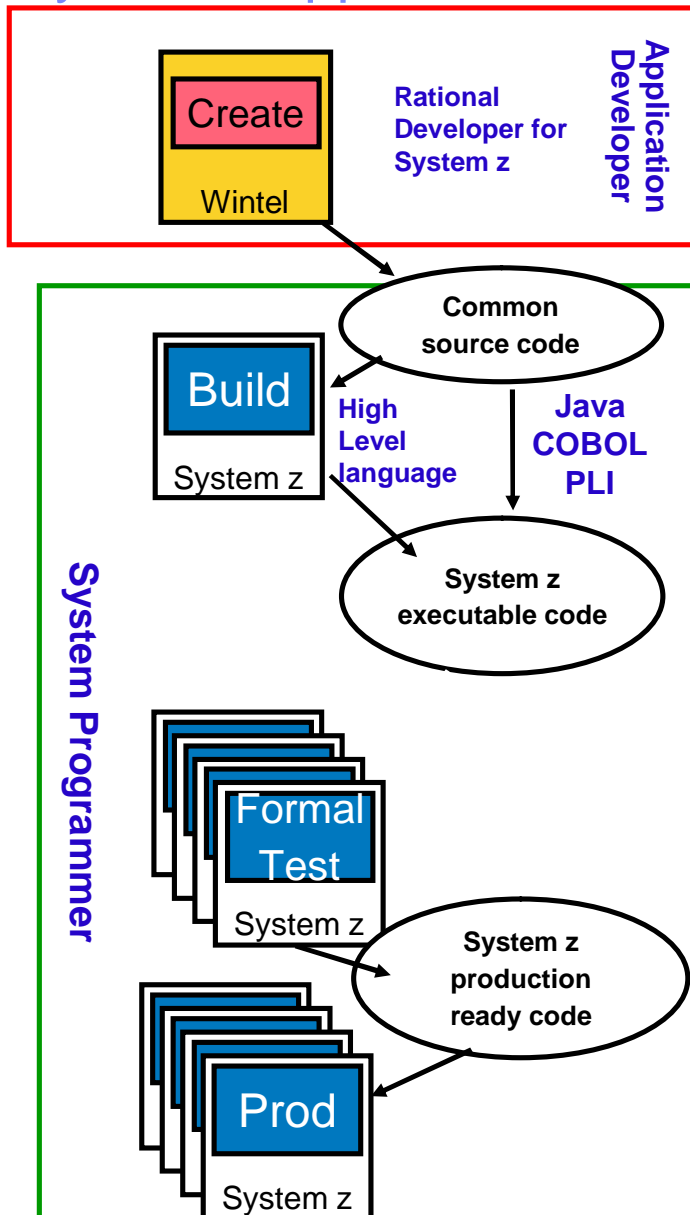 Create
Wintel
Rational
Developer for
System z
Application
Developer
Common
source code
Build
System z
High
Level
language
Java
COBOL
PLI
System z
executable code
System Programmer
Formal
Test
System z
System z
production
ready code
Prod
System z